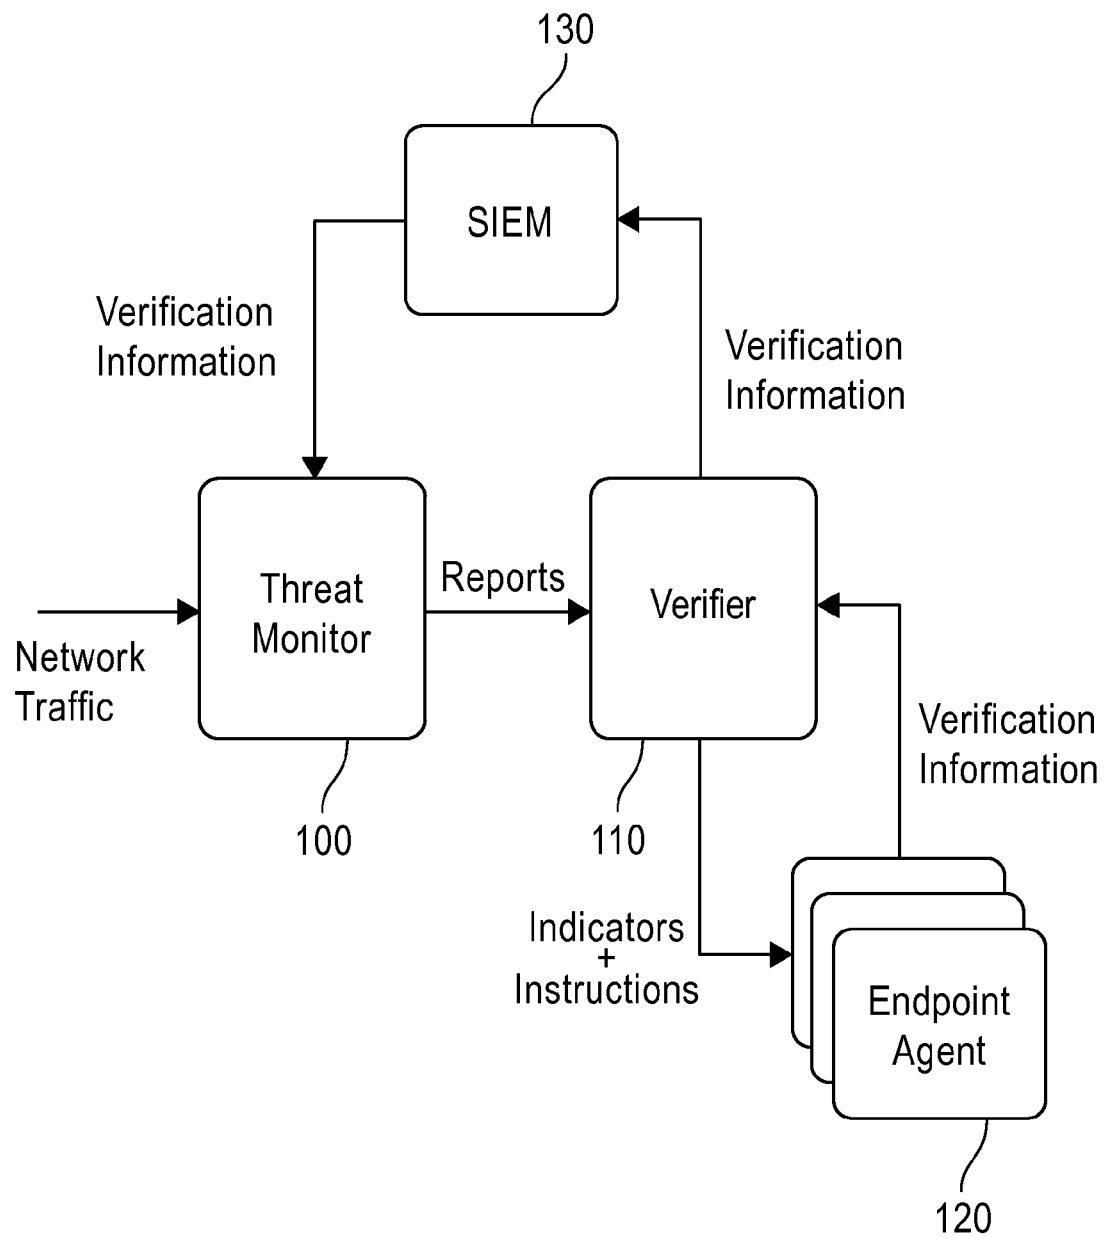 130
SIEM
Verification
Information
Verification
Information
Threat
Monitor
Reports
Verifier
Network
Traffic
Verification
Information
100
110
Indicators
+
Instructions
Endpoint
Agent
120